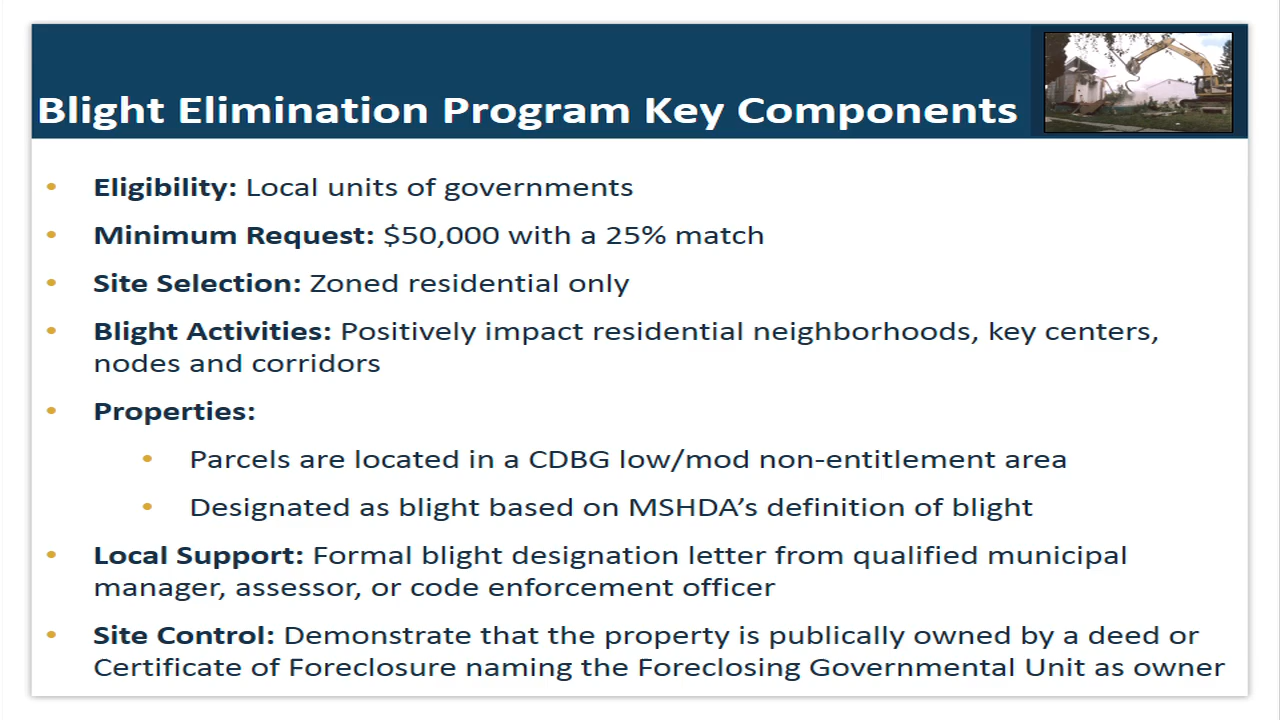 Blight Elimination Program Key Components
• Eligibility: Local units of governments
• Minimum Request: $50,000 with a 25% match
• Site Selection: Zoned residential only
• Blight Activities: Positively impact residential neighborhoods, key centers,
nodes and corridors
• Properties:
• Parcels are located in a CDBG low/mod non-entitlement area
• Designated as blight based on MSHDA’s definition of blight
• Local Support: Formal blight designation letter from qualified municipal
manager, assessor, or code enforcement officer
• Site Control: Demonstrate that the property is publically owned by a deed or
Certificate of Foreclosure naming the Foreclosing Governmental Unit as owner